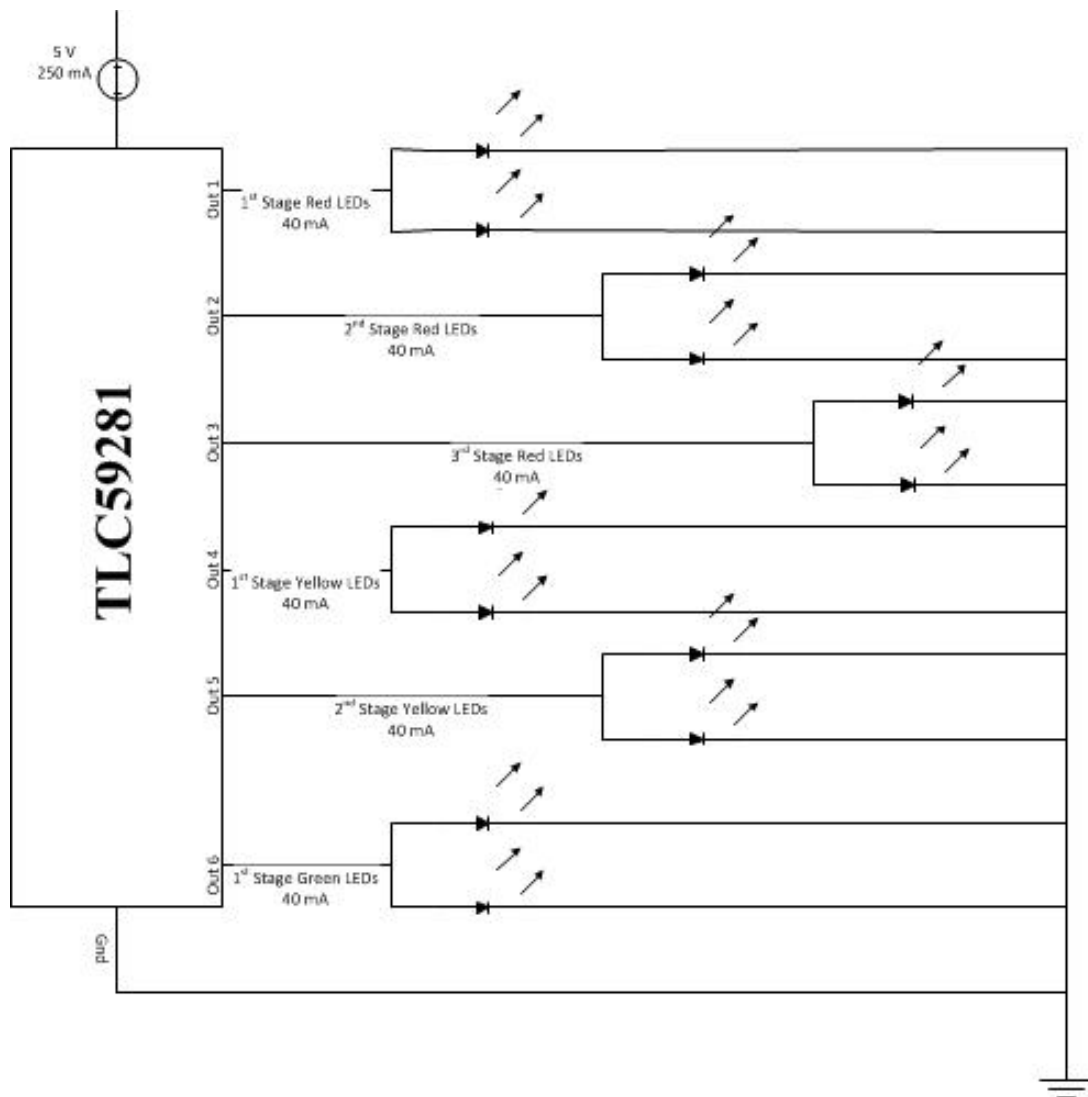 5 V
250 mA
TLC59281
Out 1
1st Stage Red LEDs
40 mA
Out 2
2nd Stage Red LEDs
40 mA
Out 3
3rd Stage Red LEDs
40 mA
Out 4
1st Stage Yellow LEDs
40 mA
Out 5
2nd Stage Yellow LEDs
40 mA
Out 6
1st Stage Green LEDs
40 mA
Gnd